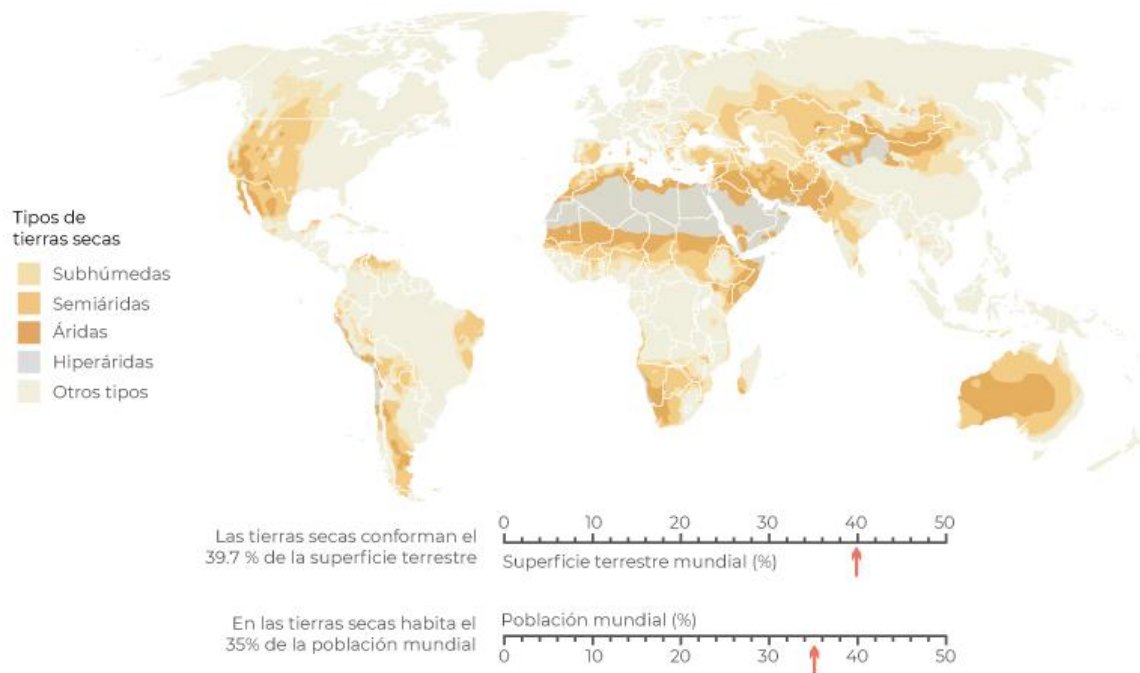 Tipos de
tierras secas
Subhúmedas
Semiáridas
Áridas
Hiperáridas
Otros tipos
Las tierras secas conforman el
39.7 % de la superficie terrestre
0 10 20 30 40 50
Superficie terrestre mundial (%)
En las tierras secas habita el
35% de la población mundial
Población mundial (%)
0 10 20 30 40 50